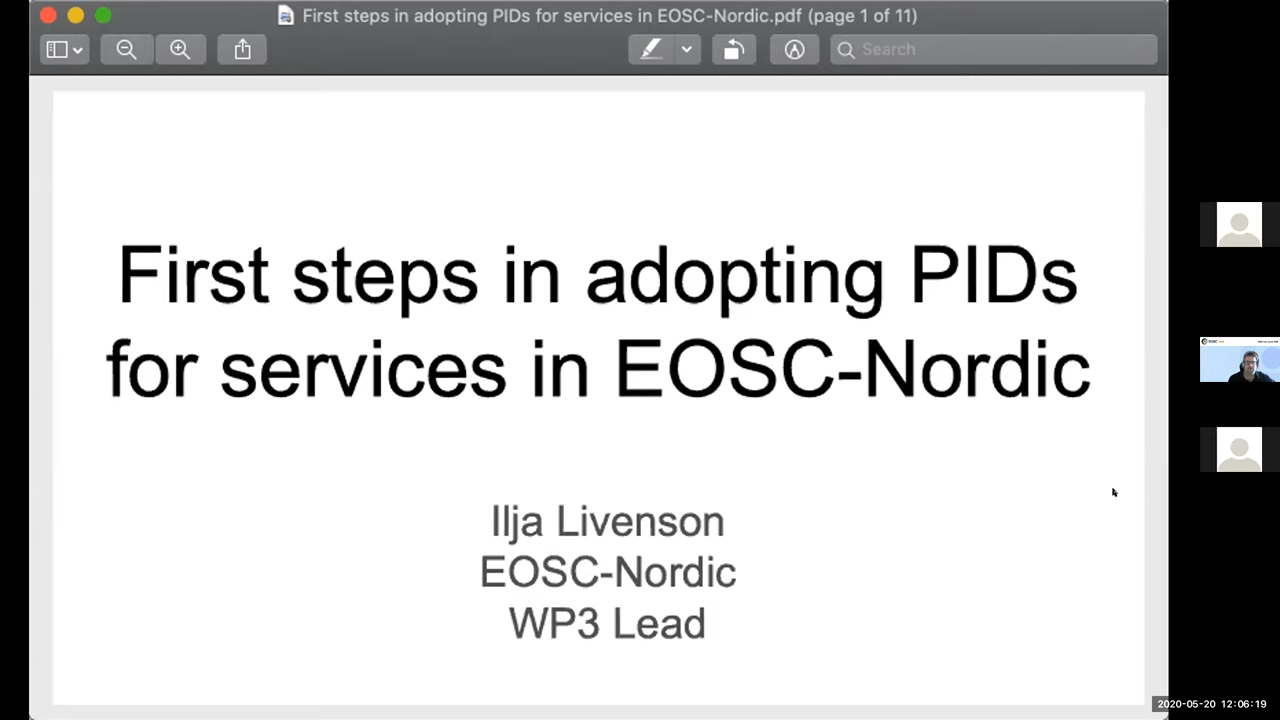 First steps in adopting PIDs for services in EOSC-Nordic.pdf (page 1 of 11)
Search
First steps in adopting PIDs
for services in EOSC-Nordic
Ilja Livenson
EOSC-Nordic
WP3 Lead
2020-05-20 12:06:19